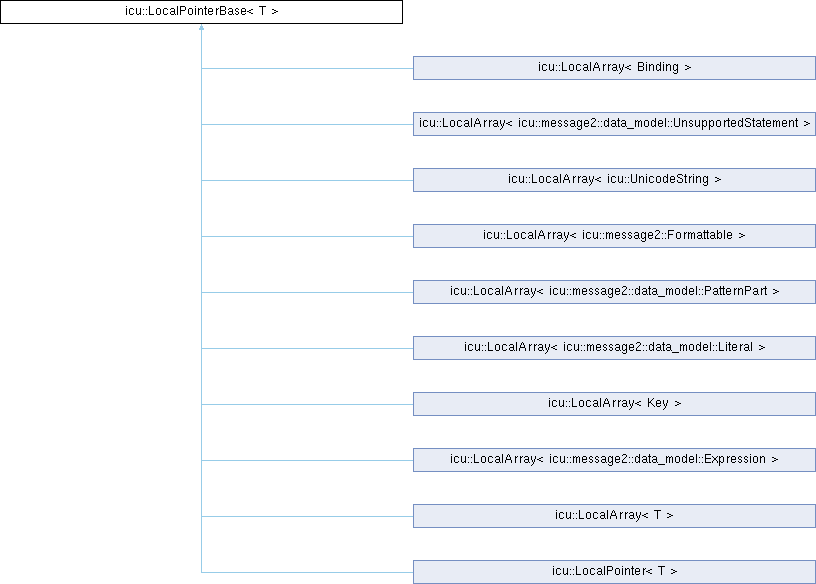 icu::LocalPointerBase< T >
icu::LocalArray< Binding >
icu::LocalArray< icu::message2::data_model::UnsupportedStatement >
icu::LocalArray< icu::UnicodeString >
icu::LocalArray< icu::message2::Formattable >
icu::LocalArray< icu::message2::data_model::PatternPart >
icu::LocalArray< icu::message2::data_model::Literal >
icu::LocalArray< Key >
icu::LocalArray< icu::message2::data_model::Expression >
icu::LocalArray< T >
icu::LocalPointer< T >